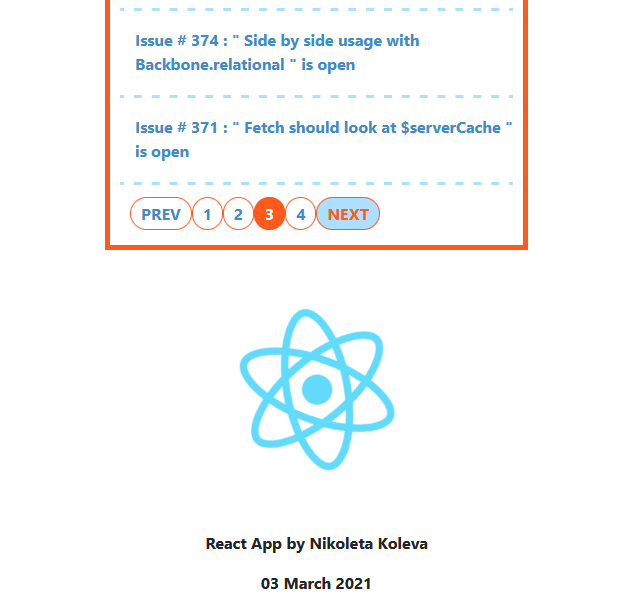 Issue # 374 : " Side by side usage with
Backbone.relational " is open
Issue # 371 : " Fetch should look at $serverCache "
is open
PREV 1 2 3 4 NEXT
React App by Nikoleta Koleva
03 March 2021